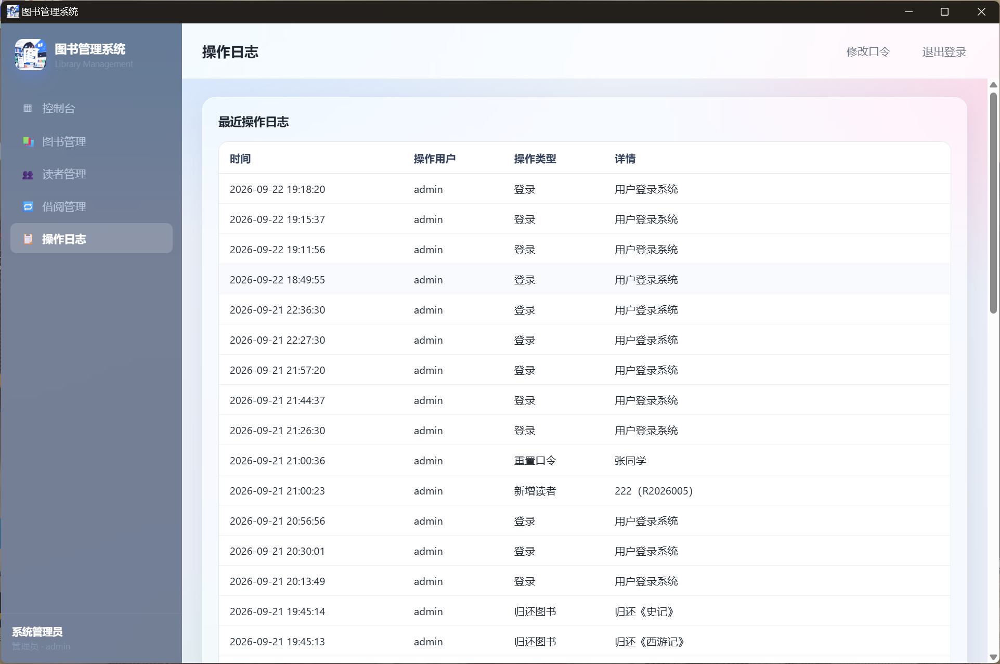 图书管理系统
图书管理系统
Library Management
图
操作日志
修改口令 退出登录
控制台
图书管理
读者管理
借阅管理
操作日志
最近操作日志
时间 操作用户 操作类型 详情
2026-09-22 19:18:20 admin 登录 用户登录系统
2026-09-22 19:15:37 admin 登录 用户登录系统
2026-09-22 19:11:56 admin 登录 用户登录系统
2026-09-22 18:49:55 admin 登录 用户登录系统
2026-09-21 22:36:30 admin 登录 用户登录系统
2026-09-21 22:27:30 admin 登录 用户登录系统
2026-09-21 21:57:20 admin 登录 用户登录系统
2026-09-21 21:44:37 admin 登录 用户登录系统
2026-09-21 21:26:30 admin 登录 用户登录系统
2026-09-21 21:00:36 admin 重置口令 张同学
2026-09-21 21:00:23 admin 新增读者 222（R2026005）
2026-09-21 20:56:56 admin 登录 用户登录系统
2026-09-21 20:30:01 admin 登录 用户登录系统
2026-09-21 20:13:49 admin 登录 用户登录系统
2026-09-21 19:45:14 admin 归还图书 归还《史记》
2026-09-21 19:45:13 admin 归还图书 归还《西游记》
系统管理员
管理员 · admin